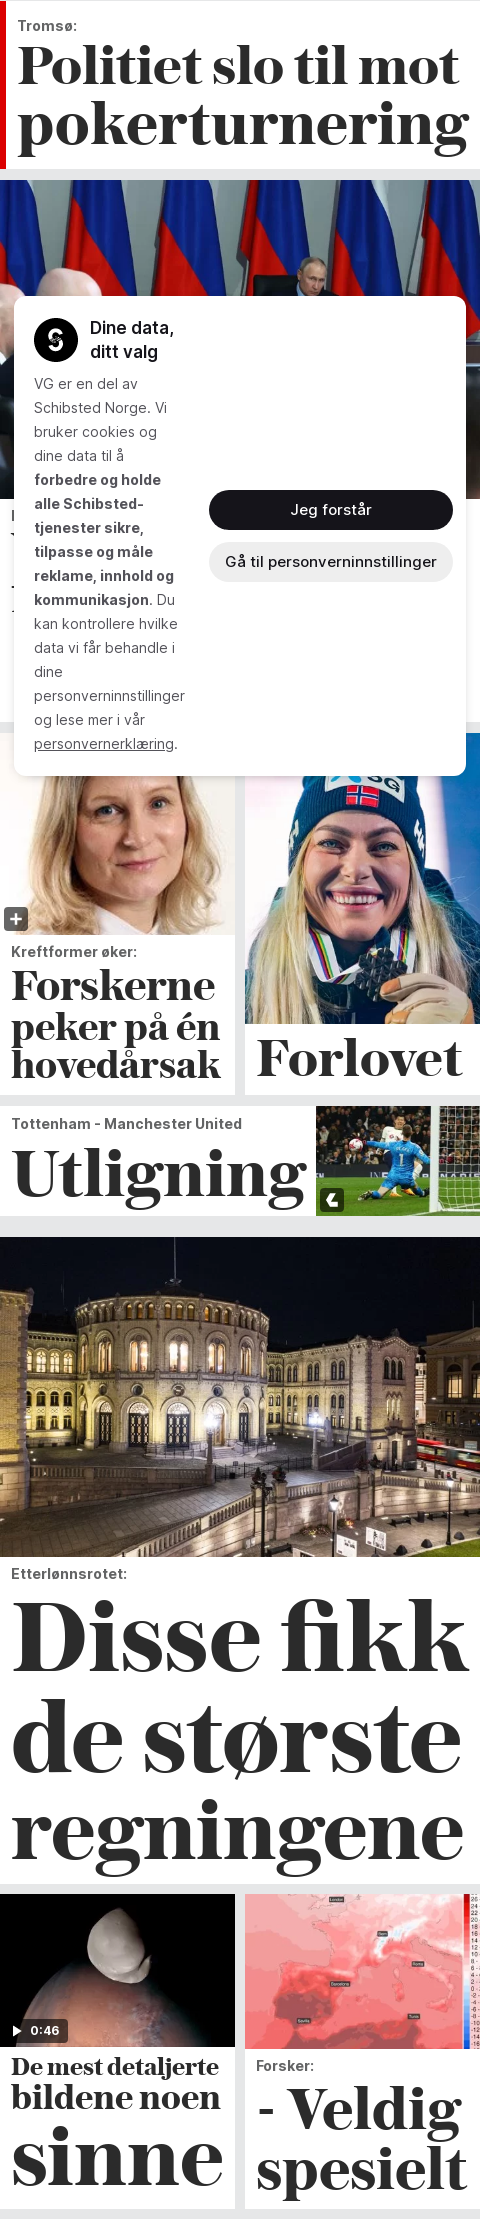 Tromsø:
Politiet slo til mot
pokerturnering
Dine data,
ditt valg
VG er en del av
Schibsted Norge. Vi
bruker cookies og
dine data til å
forbedre og holde
alle Schibsted-
tjenester sikre,
tilpasse og måle
reklame, innhold og
kommunikasjon. Du
kan kontrollere hvilke
data vi får behandle i
dine
personverninnstillinger
og lese mer i vår
personvernerklæring.
Jeg forstår
Gå til personverninnstillinger
Kreftformer øker:
Forskerne
peker på én
hovedårsak
Forlovet
Tottenham - Manchester United
Utligning
Etterlønnsrotet:
Disse fikk
de største
regningene
0:46
De mest detaljerte
bildene noen
sinne
Forsker:
- Veldig
spesielt